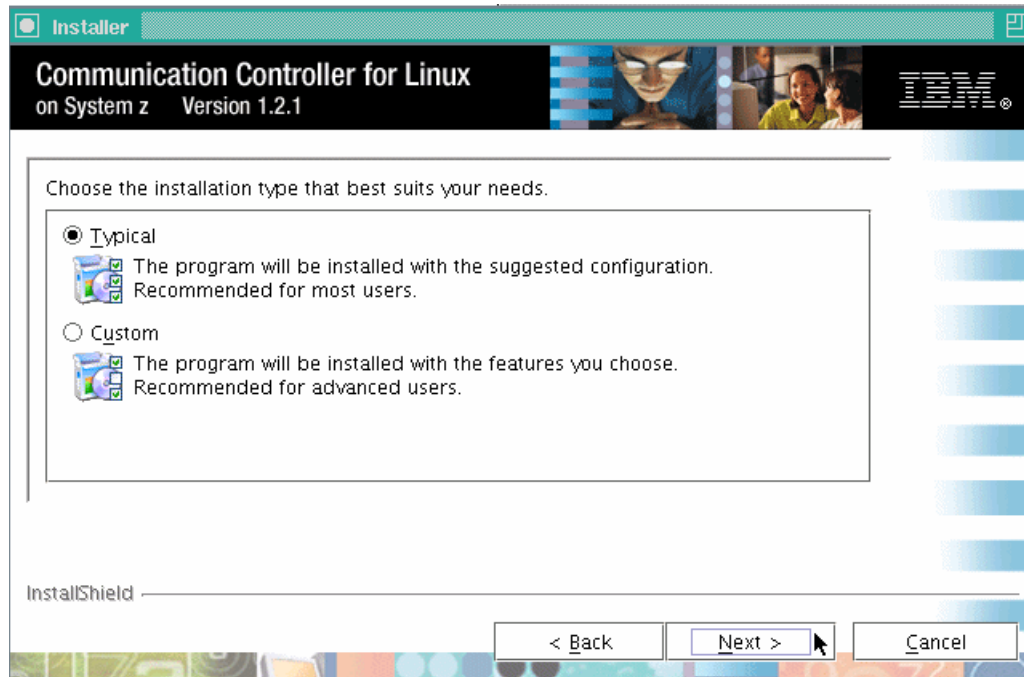 Installer
Communication Controller for Linux
on System z Version 1.2.1
IBM®
Choose the installation type that best suits your needs.
Typical
The program will be installed with the suggested configuration.
Recommended for most users.
Custom
The program will be installed with the features you choose.
Recommended for advanced users.
InstallShield
< Back
Next >
Cancel